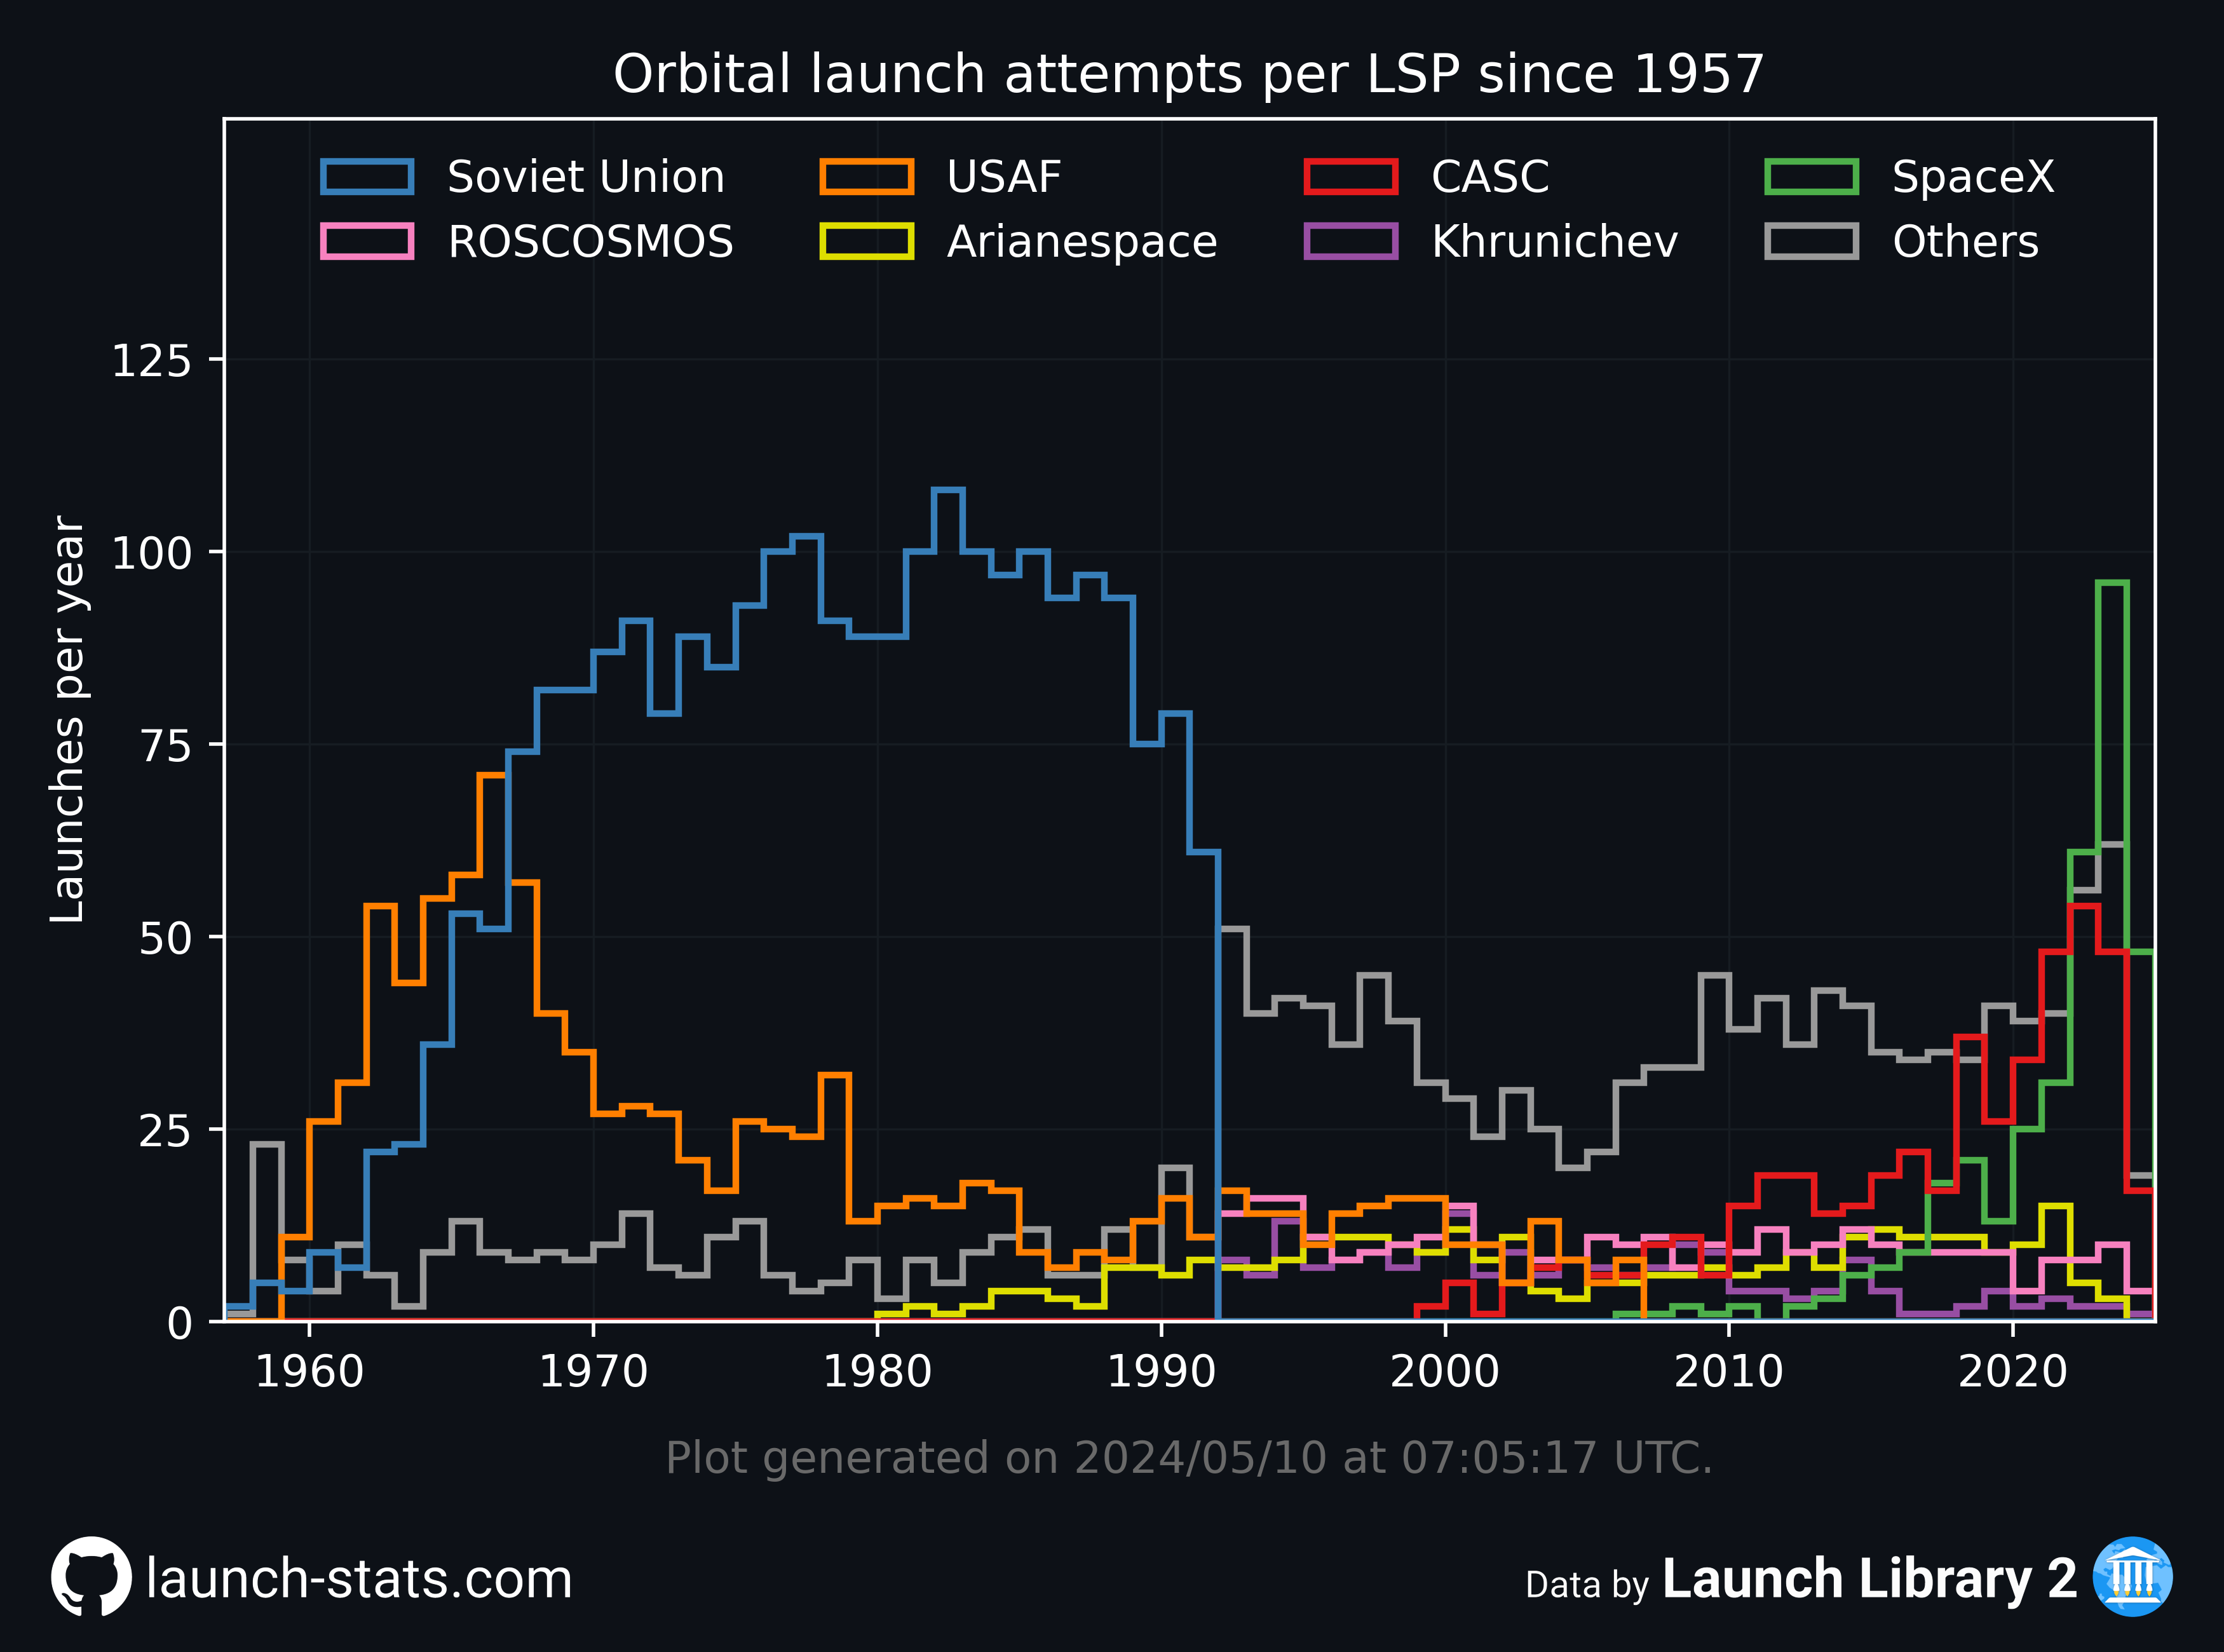 Orbital launch attempts per LSP since 1957
Soviet Union USAF CASC SpaceX
ROSCOSMOS Arianespace Khrunichev Others
Launches per year
125
100
75
50
25
0
1960 1970 1980 1990 2000 2010 2020
Plot generated on 2024/05/10 at 07:05:17 UTC.
launch-stats.com
Data by Launch Library 2